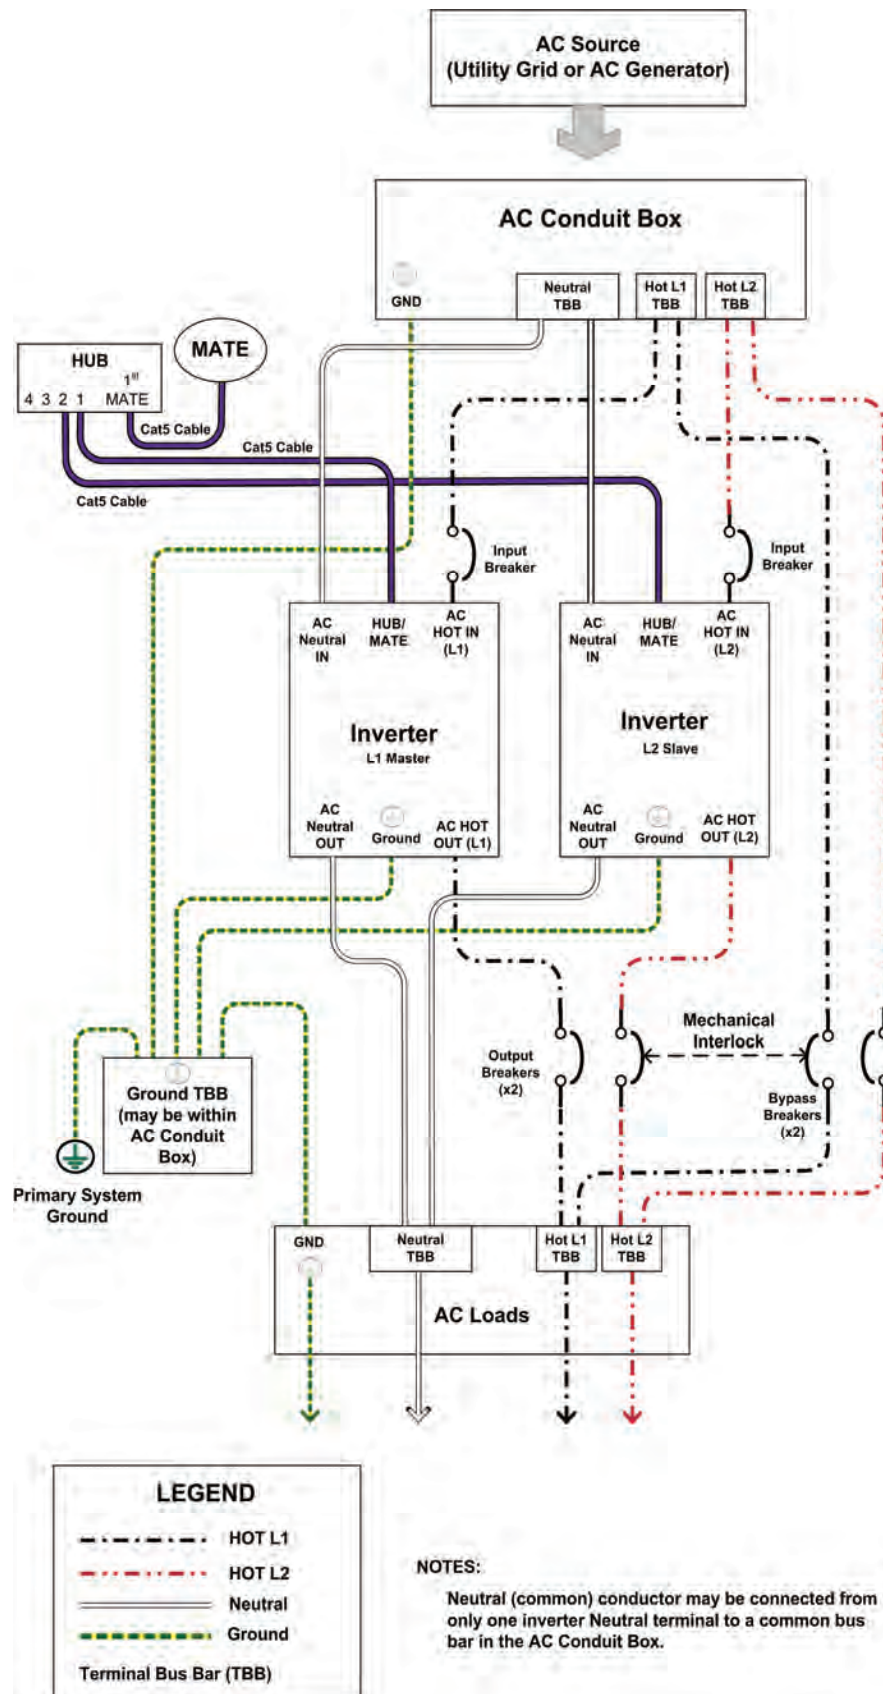 AC Source
(Utility Grid or AC Generator)
AC Conduit Box
GND
Neutral
TBB
Hot L1
TBB
Hot L2
TBB
HUB
MATE
1st
4 3 2 1 MATE
Cat5 Cable
Cat5 Cable
Cat5 Cable
Input
Breaker
Input
Breaker
AC
Neutral
IN
HUB/
MATE
AC
HOT IN
(L1)
AC
Neutral
IN
HUB/
MATE
AC
HOT IN
(L2)
Inverter
L1 Master
Inverter
L2 Slave
AC
Neutral
OUT
Ground
AC HOT
OUT (L1)
AC
Neutral
OUT
Ground
AC HOT
OUT (L2)
Mechanical
Interlock
Output
Breakers
(x2)
Bypass
Breakers
(x2)
Ground TBB
(may be within
AC Conduit
Box)
Primary System
Ground
GND
Neutral
TBB
Hot L1
TBB
Hot L2
TBB
AC Loads
LEGEND
HOT L1
HOT L2
Neutral
Ground
Terminal Bus Bar (TBB)
NOTES:
Neutral (common) conductor may be connected from
only one inverter Neutral terminal to a common bus
bar in the AC Conduit Box.